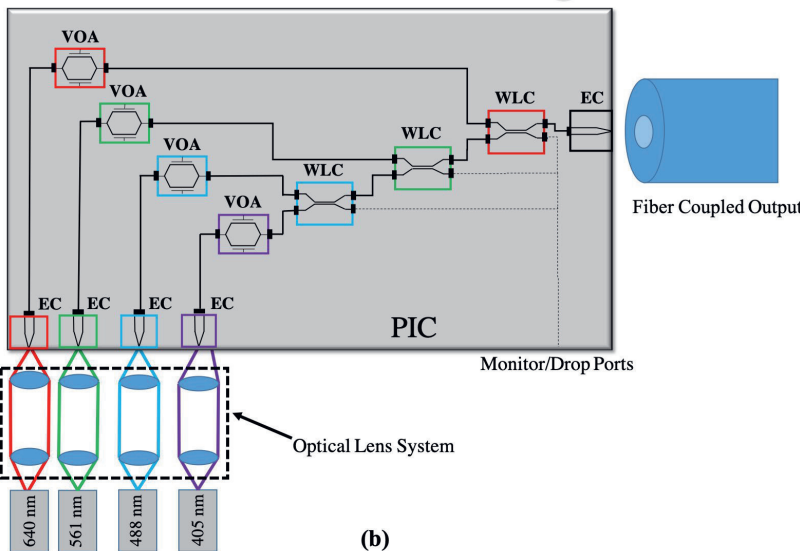 VOA
VOA
VOA
VOA
WLC
WLC
WLC
EC
Fiber Coupled Output
EC
EC
EC
EC
PIC
Monitor/Drop Ports
Optical Lens System
640 nm
561 nm
488 nm
405 nm
(b)